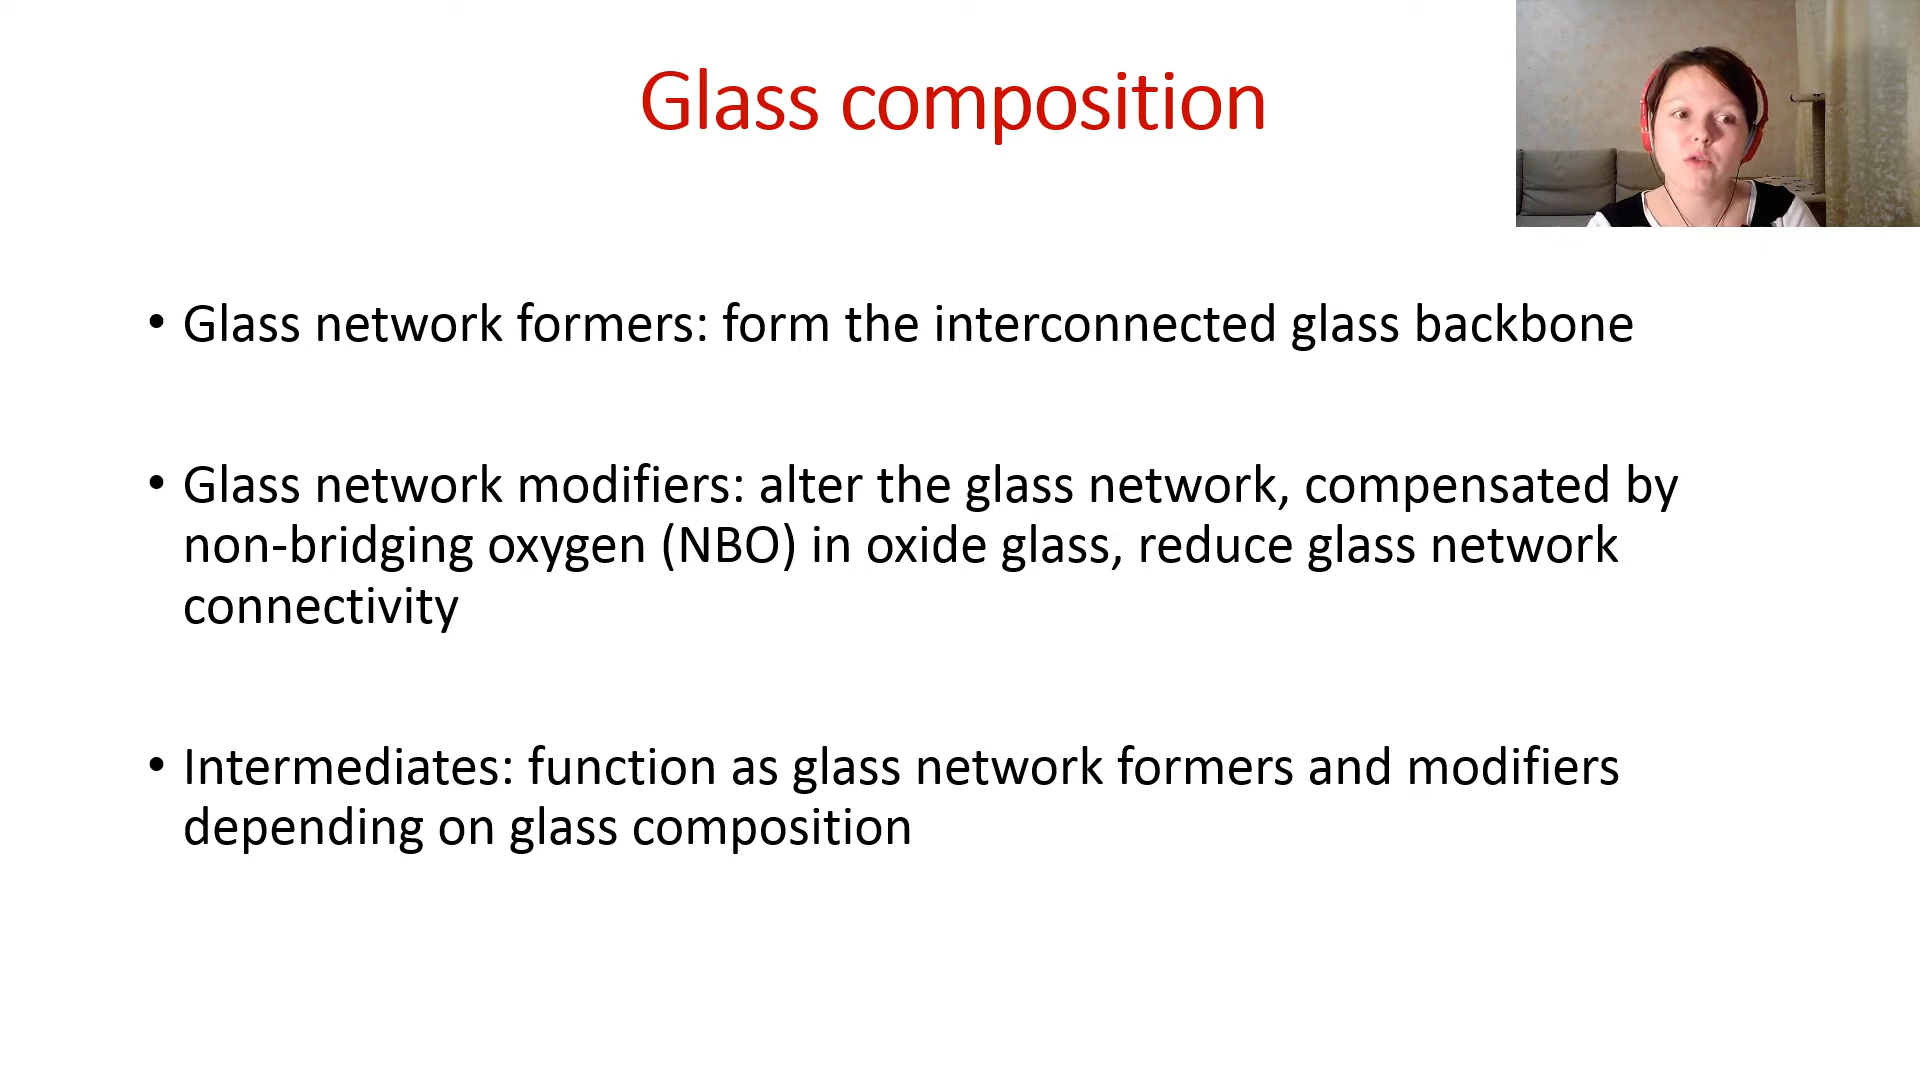 Glass composition
• Glass network formers: form the interconnected glass backbone
• Glass network modifiers: alter the glass network, compensated by
non-bridging oxygen (NBO) in oxide glass, reduce glass network
connectivity
• Intermediates: function as glass network formers and modifiers
depending on glass composition